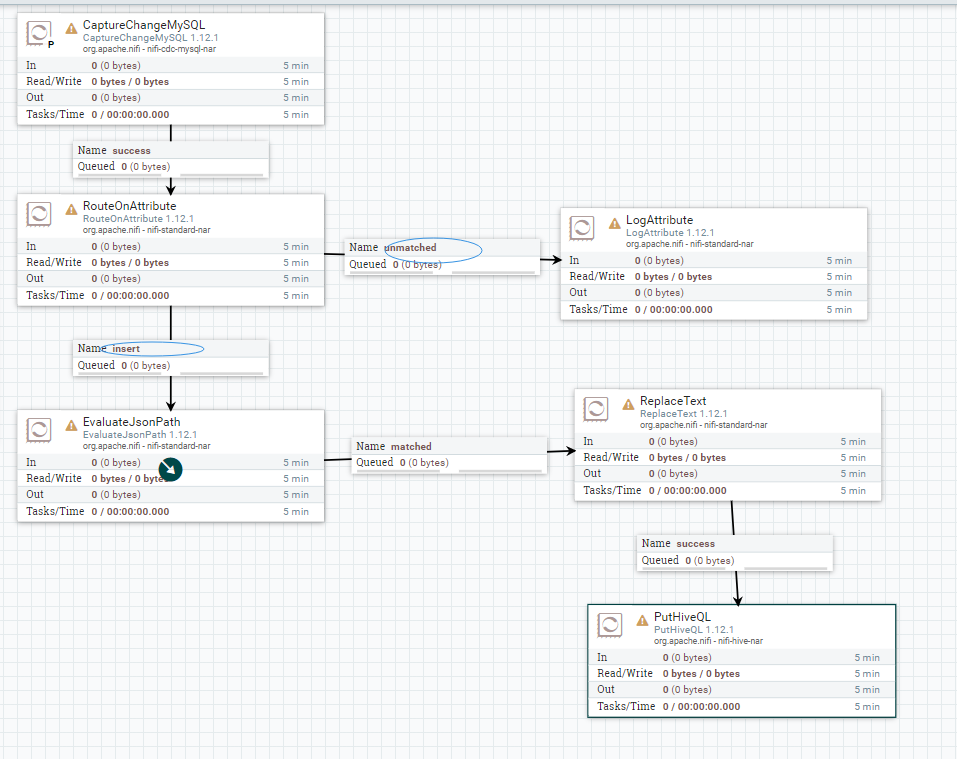 CaptureChangeMySQL
CaptureChangeMySQL 1.12.1
org.apache.nifi - nifi-cdc-mysql-nar
P
In 0 (0 bytes) 5 min
Read/Write 0 bytes / 0 bytes 5 min
Out 0 (0 bytes) 5 min
Tasks/Time 0 / 00:00:00.000 5 min
Name success
Queued 0 (0 bytes)
RouteOnAttribute
RouteOnAttribute 1.12.1
org.apache.nifi - nifi-standard-nar
In 0 (0 bytes) 5 min
Read/Write 0 bytes / 0 bytes 5 min
Out 0 (0 bytes) 5 min
Tasks/Time 0 / 00:00:00.000 5 min
Name unmatched
Queued 0 (0 bytes)
LogAttribute
LogAttribute 1.12.1
org.apache.nifi - nifi-standard-nar
In 0 (0 bytes) 5 min
Read/Write 0 bytes / 0 bytes 5 min
Out 0 (0 bytes) 5 min
Tasks/Time 0 / 00:00:00.000 5 min
Name insert
Queued 0 (0 bytes)
EvaluateJsonPath
EvaluateJsonPath 1.12.1
org.apache.nifi - nifi-standard-nar
In 0 (0 bytes) 5 min
Read/Write 0 bytes / 0 bytes 5 min
Out 0 (0 bytes) 5 min
Tasks/Time 0 / 00:00:00.000 5 min
Name matched
Queued 0 (0 bytes)
ReplaceText
ReplaceText 1.12.1
org.apache.nifi - nifi-standard-nar
In 0 (0 bytes) 5 min
Read/Write 0 bytes / 0 bytes 5 min
Out 0 (0 bytes) 5 min
Tasks/Time 0 / 00:00:00.000 5 min
Name success
Queued 0 (0 bytes)
PutHiveQL
PutHiveQL 1.12.1
org.apache.nifi - nifi-hive-nar
In 0 (0 bytes) 5 min
Read/Write 0 bytes / 0 bytes 5 min
Out 0 (0 bytes) 5 min
Tasks/Time 0 / 00:00:00.000 5 min